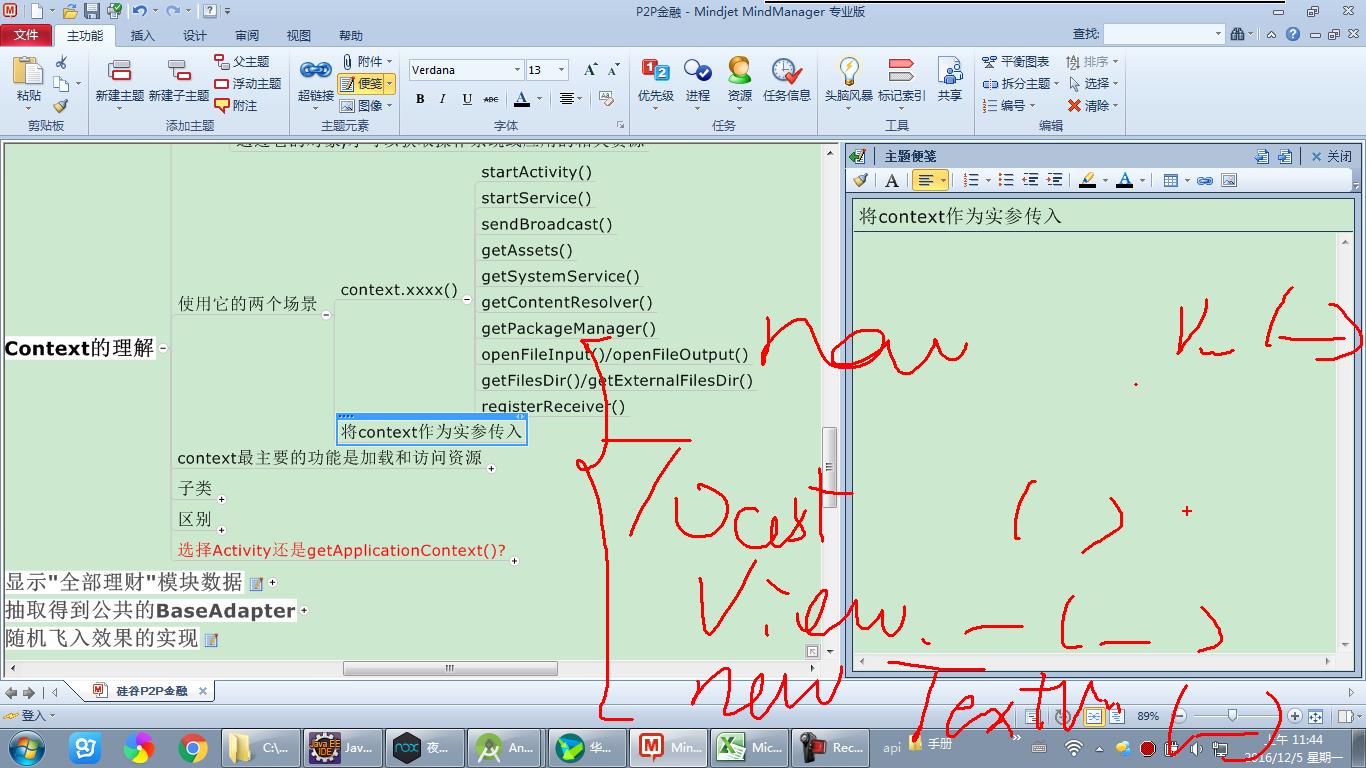 P2P金融 - Mindjet MindManager 专业版
文件 主功能 插入 设计 审阅 视图 帮助 查找:
粘贴 新建主题 新建子主题 父主题 浮动主题 附注 超链接 附件 便笺 图像 Verdana 13 B I U ABC A 优先级 进程 资源 任务信息 头脑风暴 标记索引 共享 平衡图表 拆分主题 编号 排序 选择 清除
剪贴板 添加主题 主题元素 字体 任务 工具 编辑
主题便笺 关闭
将context作为实参传入
startActivity()
startService()
sendBroadcast()
getAssets()
getSystemService()
getContentResolver()
getPackageManager()
openFileInput()/openFileOutput()
getFilesDir()/getExternalFilesDir()
registerReceiver()
context.xxxx()
使用它的两个场景
Context的理解
将context作为实参传入
context最主要的功能是加载和访问资源
子类
区别
选择Activity还是getApplicationContext()?
显示"全部理财"模块数据
抽取得到公共的BaseAdapter
随机飞入效果的实现
new ( )
( )
View. ( )
new TextV ( )
硅谷P2P金融
登入 89%
C:\... Jav... 夜... An... 华... Min... Mic... Rec... api 手册
上午 11:44
2016/12/5 星期一